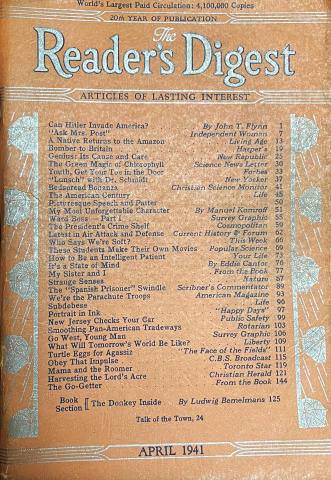 World's Largest Paid Circulation: 4,100,000 Copies
20th YEAR OF PUBLICATION
The
Reader's Digest
ARTICLES OF LASTING INTEREST
Can Hitler Invade America? By John T. Flynn 1
"Ask Mrs. Post" Independent Woman 7
A Native Returns to the Amazon Living Age 13
Bomber to Britain Harper's 19
Genius: Its Cause and Care New Republic 25
The Green Magic of Chlorophyll Science News Letter 30
Youth, Get Your Toe in the Door Forbes 33
"Lunsch" with Dr. Schmidt New Yorker 37
Bedspread Bonanza Christian Science Monitor 41
The American Century Life 45
Picturesque Speech and Patter 50
My Most Unforgettable Character By Manuel Komroff 51
Ward Boss — Part I Survey Graphic 55
The President's Crime Shelf Cosmopolitan 59
Latest in Air Attack and Defense Current History & Forum 62
Who Says We're Soft? This Week 66
These Students Make Their Own Movies Popular Science 69
How to Be an Intelligent Patient Your Life 73
It's a State of Mind By Eddie Cantor 76
My Sister and I From the Book 77
Strange Senses Nature 87
The "Spanish Prisoner" Swindle Scribner's Commentator 89
We're the Parachute Troops American Magazine 93
Subdebese Life 96
Portrait in Ink "Happy Days" 97
New Jersey Checks Your Car Public Safety 99
Smoothing Pan-American Tradeways Rotarian 103
Go West, Young Man Survey Graphic 106
What Will Tomorrow's World Be Like? Liberty 109
Turtle Eggs for Agassiz "The Face of the Fields" 111
Obey That Impulse C.B.S. Broadcast 115
Mama and the Roomer Toronto Star 119
Harvesting the Lord's Acre Christian Herald 121
The Go-Getter From the Book 144
Book Section [ The Donkey Inside By Ludwig Bemelmans 125
Talk of the Town, 24
APRIL 1941